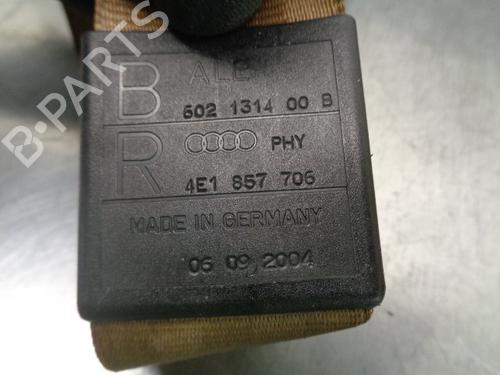 B ALE
602 1314 00 B
R PHY
4E1 857 706
MADE IN GERMANY
06 09 2004
B-PARTS